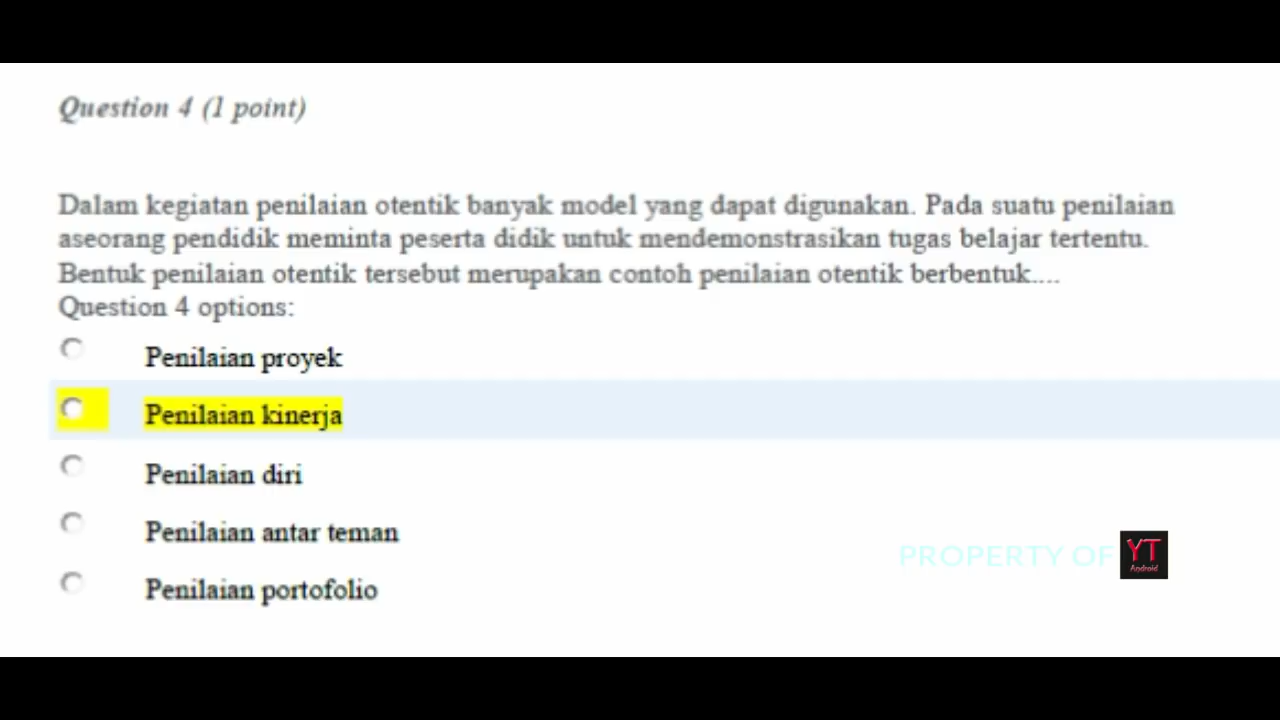 Question 4 (1 point)
Dalam kegiatan penilaian otentik banyak model yang dapat digunakan. Pada suatu penilaian
aseorang pendidik meminta peserta didik untuk mendemonstrasikan tugas belajar tertentu.
Bentuk penilaian otentik tersebut merupakan contoh penilaian otentik berbentuk....
Question 4 options:
Penilaian proyek
Penilaian kinerja
Penilaian diri
Penilaian antar teman
Penilaian portofolio
PROPERTY OF
YT
Android